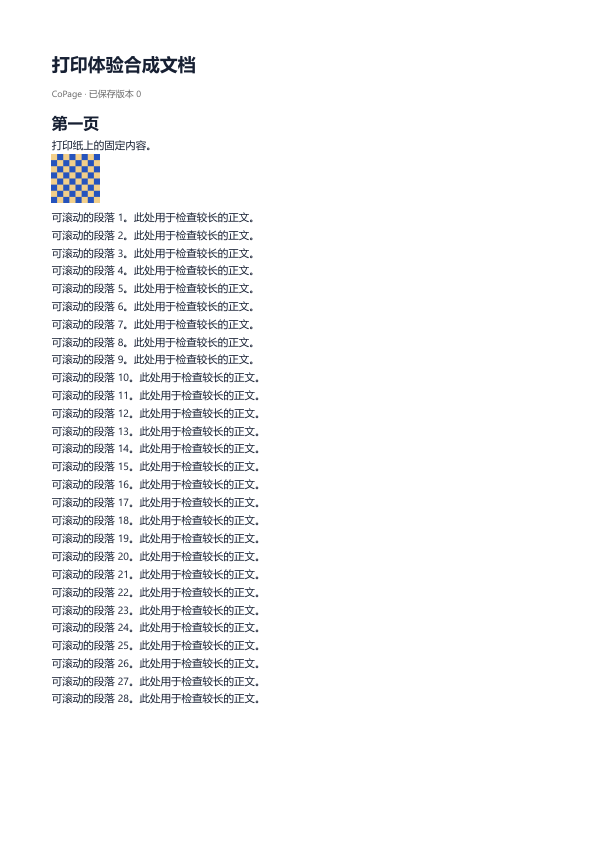 打印体验合成文档
CoPage · 已保存版本 0
第一页
打印纸上的固定内容。
可滚动的段落 1。此处用于检查较长的正文。
可滚动的段落 2。此处用于检查较长的正文。
可滚动的段落 3。此处用于检查较长的正文。
可滚动的段落 4。此处用于检查较长的正文。
可滚动的段落 5。此处用于检查较长的正文。
可滚动的段落 6。此处用于检查较长的正文。
可滚动的段落 7。此处用于检查较长的正文。
可滚动的段落 8。此处用于检查较长的正文。
可滚动的段落 9。此处用于检查较长的正文。
可滚动的段落 10。此处用于检查较长的正文。
可滚动的段落 11。此处用于检查较长的正文。
可滚动的段落 12。此处用于检查较长的正文。
可滚动的段落 13。此处用于检查较长的正文。
可滚动的段落 14。此处用于检查较长的正文。
可滚动的段落 15。此处用于检查较长的正文。
可滚动的段落 16。此处用于检查较长的正文。
可滚动的段落 17。此处用于检查较长的正文。
可滚动的段落 18。此处用于检查较长的正文。
可滚动的段落 19。此处用于检查较长的正文。
可滚动的段落 20。此处用于检查较长的正文。
可滚动的段落 21。此处用于检查较长的正文。
可滚动的段落 22。此处用于检查较长的正文。
可滚动的段落 23。此处用于检查较长的正文。
可滚动的段落 24。此处用于检查较长的正文。
可滚动的段落 25。此处用于检查较长的正文。
可滚动的段落 26。此处用于检查较长的正文。
可滚动的段落 27。此处用于检查较长的正文。
可滚动的段落 28。此处用于检查较长的正文。